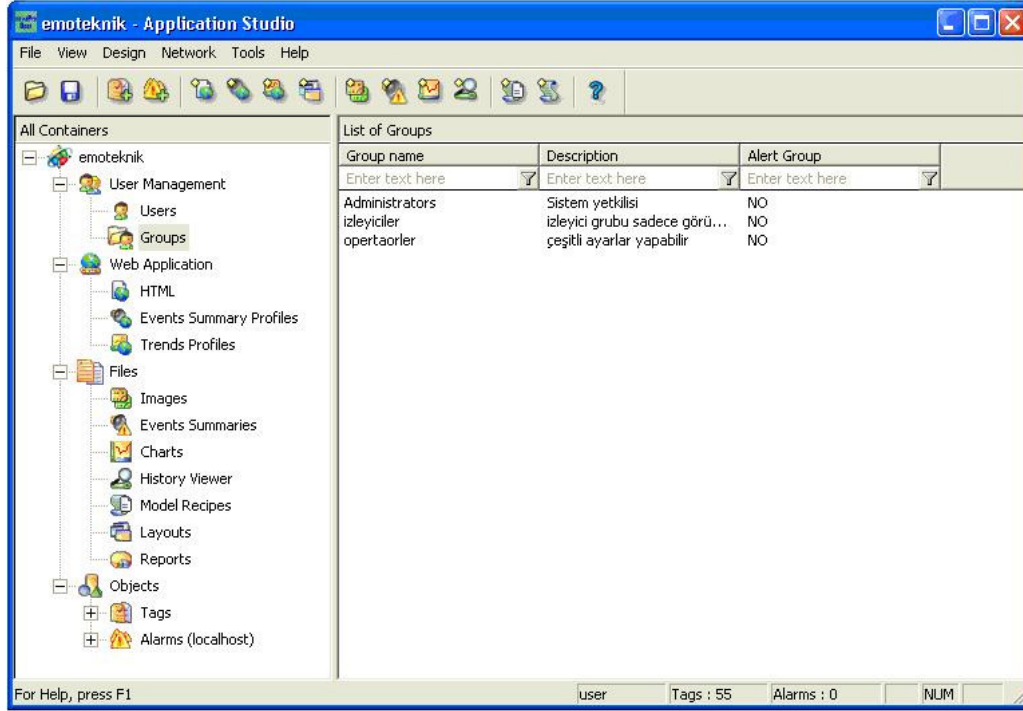 emoteknik - Application Studio
File View Design Network Tools Help
All Containers
emoteknik
User Management
Users
Groups
Web Application
HTML
Events Summary Profiles
Trends Profiles
Files
Images
Events Summaries
Charts
History Viewer
Model Recipes
Layouts
Reports
Objects
Tags
Alarms (localhost)
List of Groups
Group name Description Alert Group
Enter text here Enter text here Enter text here
Administrators Sistem yetkilisi NO
izleyiciler izleyici grubu sadece görü... NO
opertaorler çeşitli ayarlar yapabilir NO
For Help, press F1 user Tags : 55 Alarms : 0 NUM